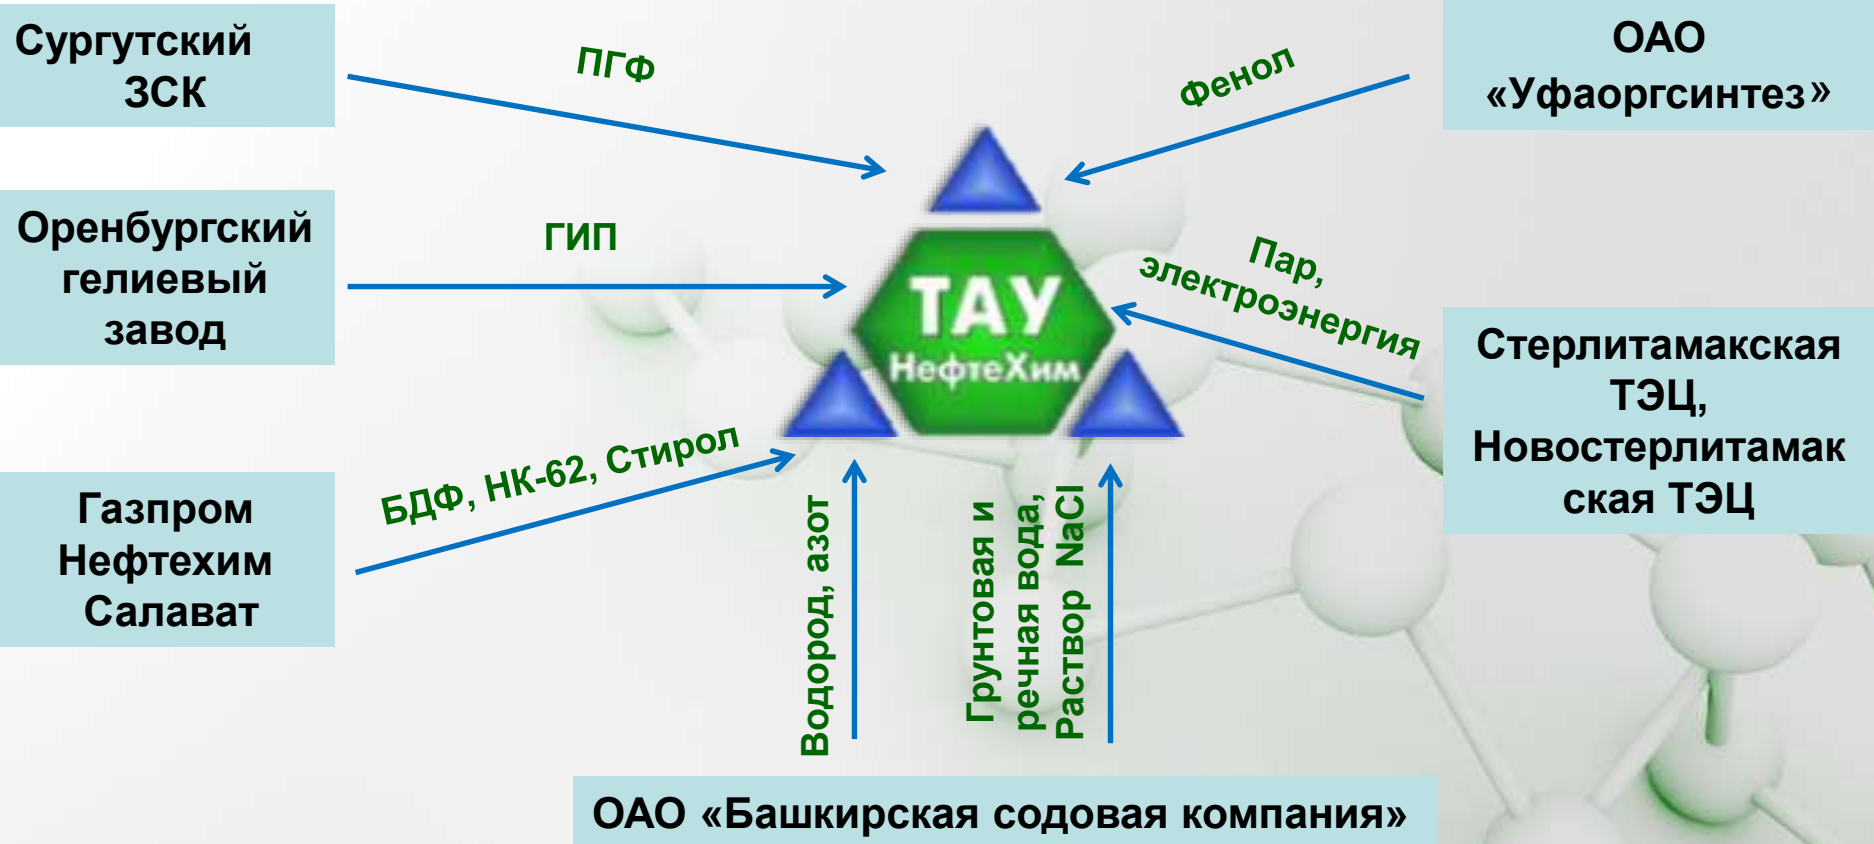 Сургутский
ЗСК
ПГФ
Фенол
ОАО
«Уфаоргсинтез»
Оренбургский
гелиевый
завод
ГИП
ТАУ
НефтеХим
Пар,
электроэнергия
Стерлитамакская
ТЭЦ,
Новостерлитамак
ская ТЭЦ
Газпром
Нефтехим
Салават
БДФ, НК-62, Стирол
Водород, азот
Грунтовая и
речная вода,
Раствор NaCl
ОАО «Башкирская содовая компания»